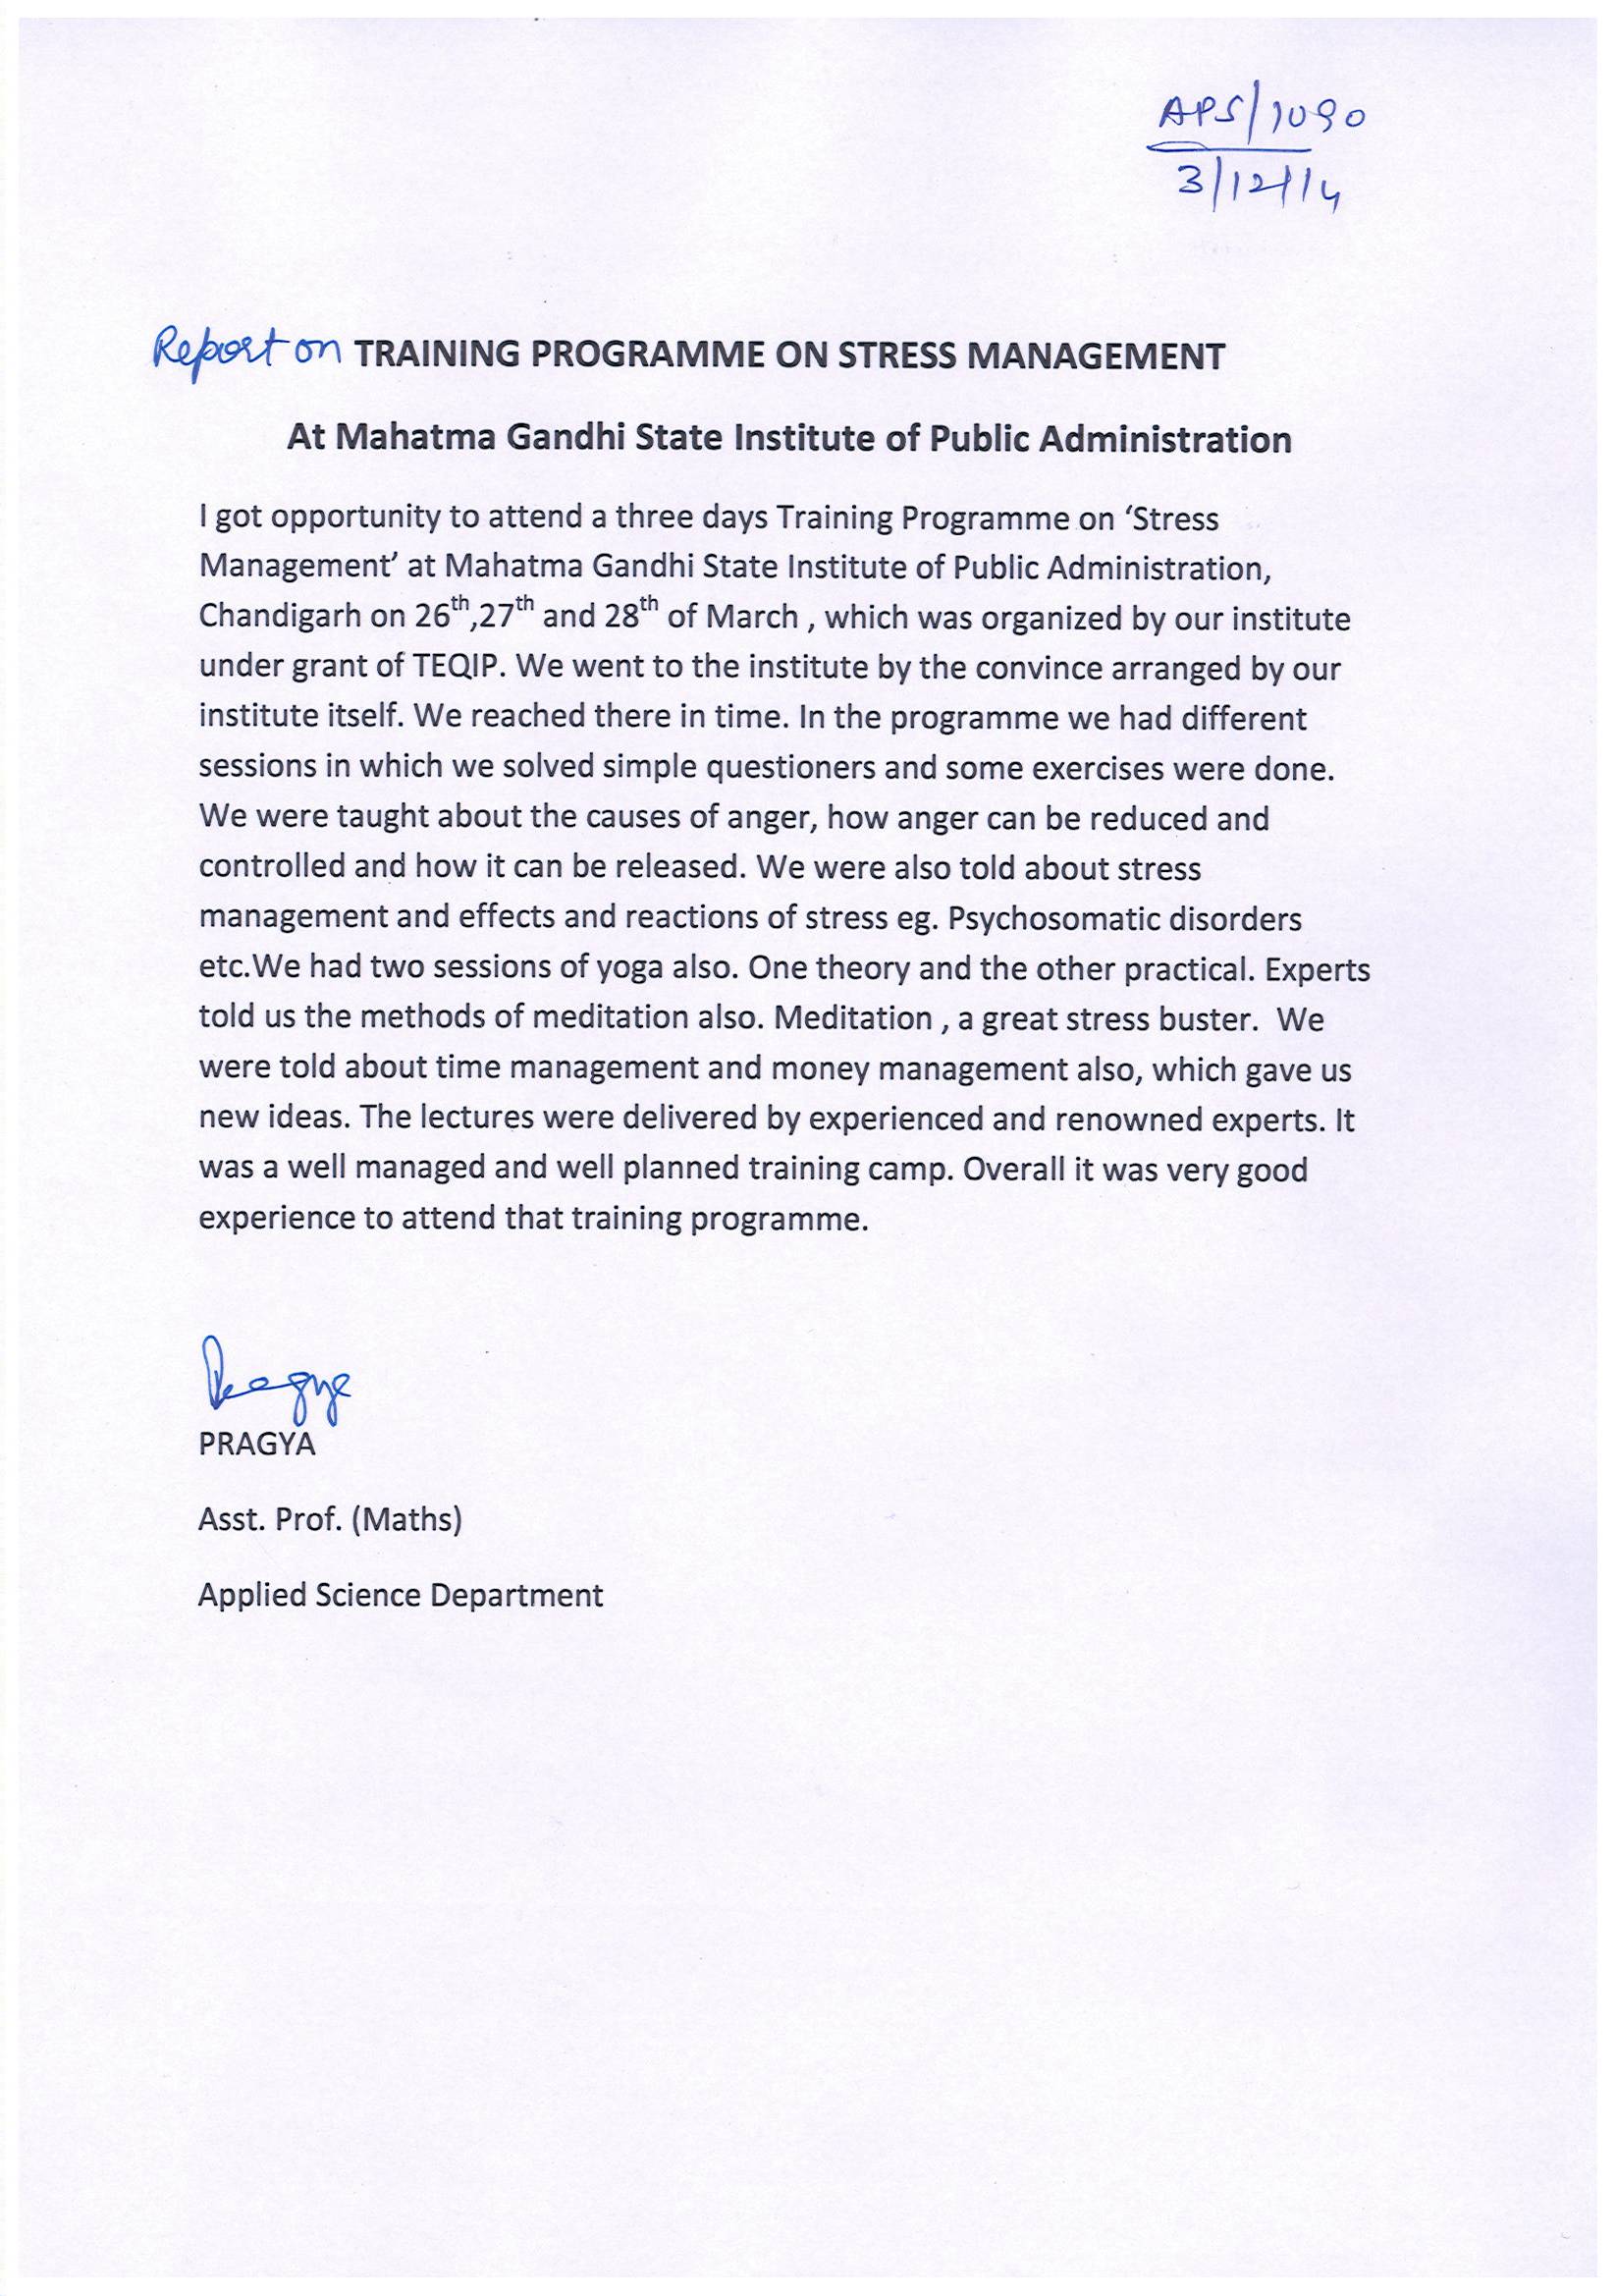 APS/1090
3/12/14
Report on TRAINING PROGRAMME ON STRESS MANAGEMENT
At Mahatma Gandhi State Institute of Public Administration
I got opportunity to attend a three days Training Programme on ‘Stress
Management’ at Mahatma Gandhi State Institute of Public Administration,
Chandigarh on 26th,27th and 28th of March , which was organized by our institute
under grant of TEQIP. We went to the institute by the convince arranged by our
institute itself. We reached there in time. In the programme we had different
sessions in which we solved simple questioners and some exercises were done.
We were taught about the causes of anger, how anger can be reduced and
controlled and how it can be released. We were also told about stress
management and effects and reactions of stress eg. Psychosomatic disorders
etc.We had two sessions of yoga also. One theory and the other practical. Experts
told us the methods of meditation also. Meditation , a great stress buster.  We
were told about time management and money management also, which gave us
new ideas. The lectures were delivered by experienced and renowned experts. It
was a well managed and well planned training camp. Overall it was very good
experience to attend that training programme.
Pragya
PRAGYA
Asst. Prof. (Maths)
Applied Science Department